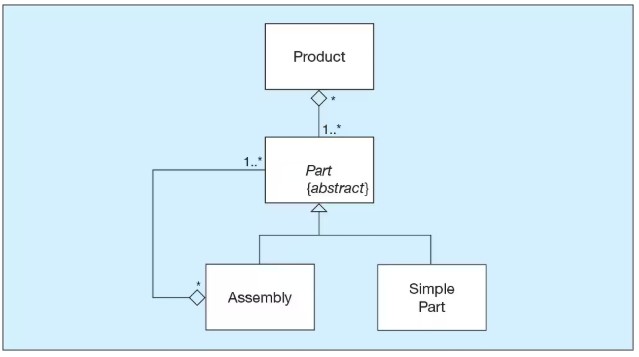 Product
*
1..*
1..*
Part
{abstract}
*
Assembly
Simple
Part